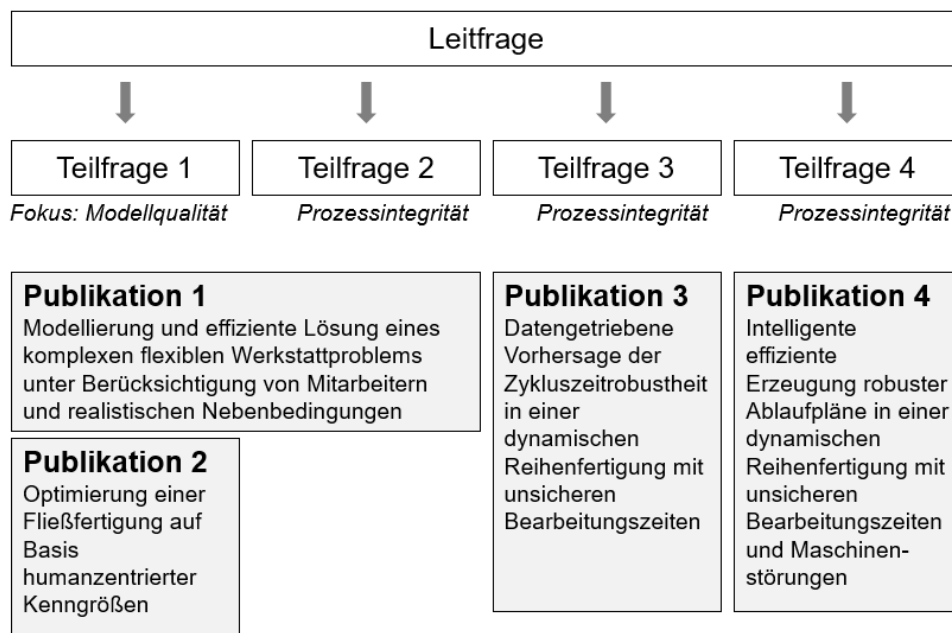 Leitfrage
Teilfrage 1
Teilfrage 2
Teilfrage 3
Teilfrage 4
Fokus: Modellqualität
Prozessintegrität
Prozessintegrität
Prozessintegrität
Publikation 1
Modellierung und effiziente Lösung eines
komplexen flexiblen Werkstattproblems
unter Berücksichtigung von Mitarbeitern
und realistischen Nebenbedingungen
Publikation 2
Optimierung einer
Fließfertigung auf
Basis
humanzentrierter
Kenngrößen
Publikation 3
Datengetriebene
Vorhersage der
Zykluszeitrobustheit
in einer
dynamischen
Reihenfertigung mit
unsicheren
Bearbeitungszeiten
Publikation 4
Intelligente
effiziente
Erzeugung robuster
Ablaufpläne in einer
dynamischen
Reihenfertigung mit
unsicheren
Bearbeitungszeiten
und Maschinen-
störungen